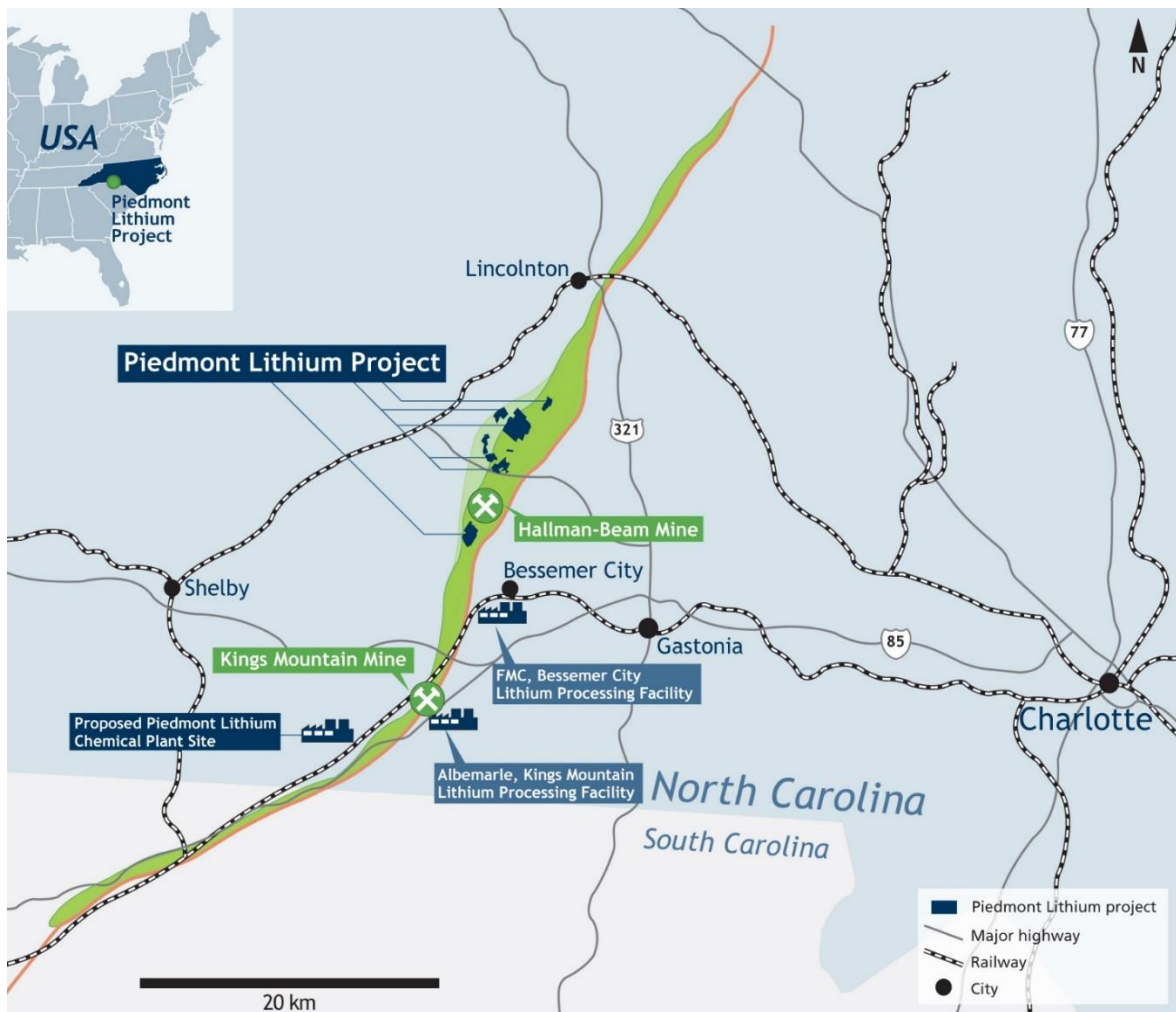 USA
Piedmont
Lithium
Project
N
Lincolnton
77
Piedmont Lithium Project
321
Hallman-Beam Mine
Bessemer City
Shelby
Gastonia
85
Kings Mountain Mine
FMC, Bessemer City
Lithium Processing Facility
Charlotte
Proposed Piedmont Lithium
Chemical Plant Site
Albemarle, Kings Mountain
Lithium Processing Facility
North Carolina
South Carolina
Piedmont Lithium project
Major highway
Railway
City
20 km